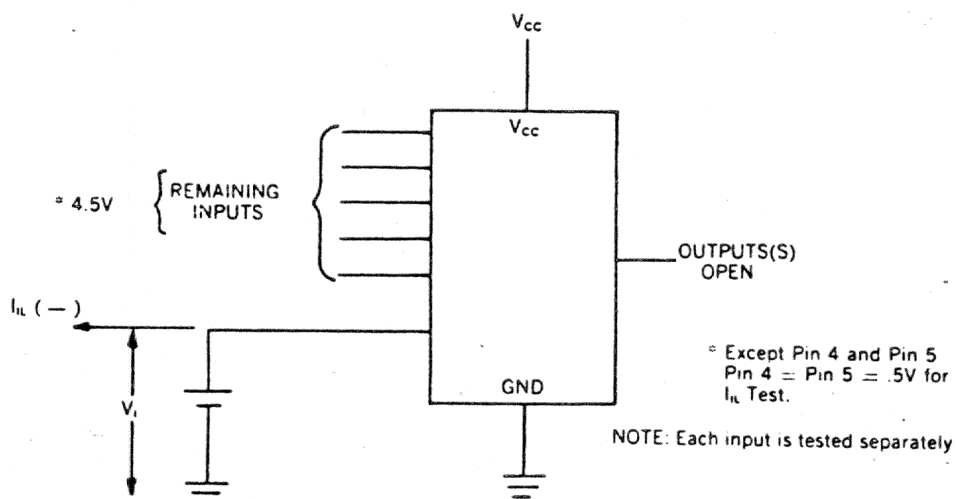 Vcc
Vcc
* 4.5V
REMAINING
INPUTS
OUTPUTS(S)
OPEN
IIL (—)
VI
GND
* Except Pin 4 and Pin 5
Pin 4 = Pin 5 = .5V for
IIL Test.
NOTE: Each input is tested separately